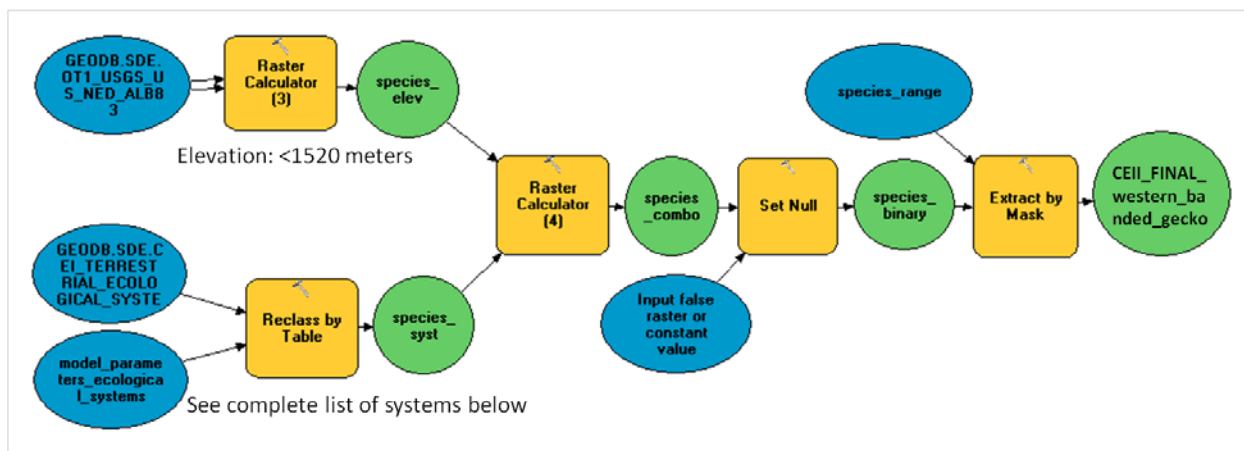 GEODB.SDE.
OT1_USGS_U
S_NED_ALB8
3
Raster
Calculator
(3)
species_
elev
Elevation: <1520 meters
species_range
Raster
Calculator
(4)
species
_combo
Set Null
species_
binary
Extract by
Mask
CEII_FINAL_
western_ba
nded_gecko
GEODB.SDE.C
EI_TERREST
RIAL_ECOLO
GICAL_SYSTE
Reclass by
Table
species_
syst
Input false
raster or
constant
value
model_parame
ters_ecologica
l_systems
See complete list of systems below